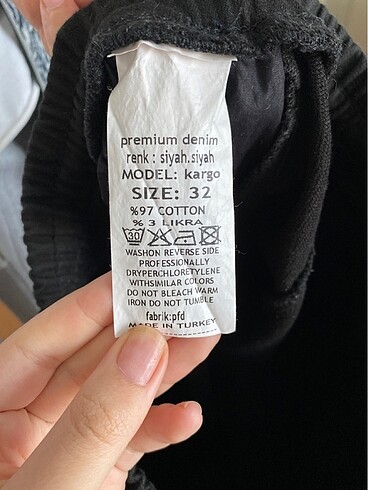 premium denim
renk : siyah.siyah
MODEL: kargo
SIZE: 32
%97 COTTON
% 3 LIKRA
30
WASHON REVERSE SIDE
PROFESSIONALLY
DRYPERCHLORETYLENE
WITHSIMILAR COLORS
DO NOT BLEACH WARM
IRON DO NOT TUMBLE
fabrik:pfd
MADE IN TURKEY